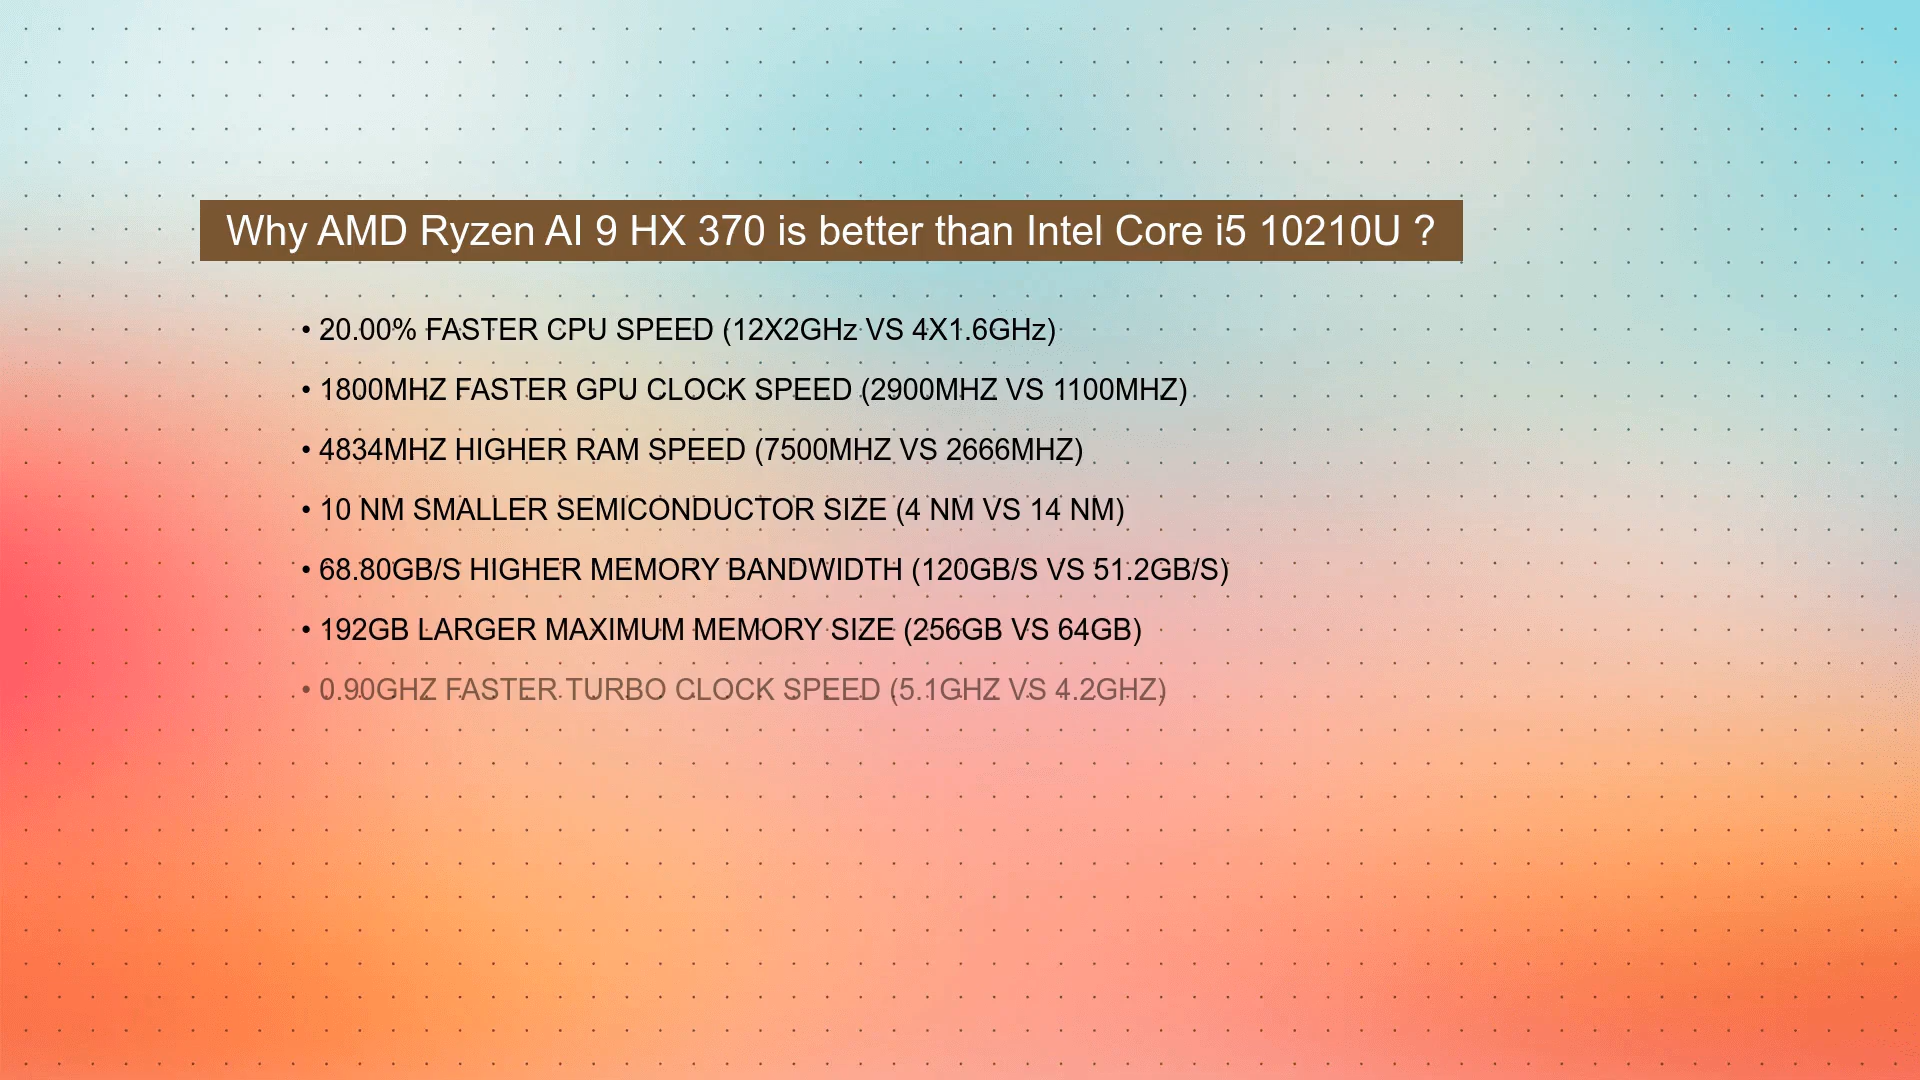 Why AMD Ryzen AI 9 HX 370 is better than Intel Core i5 10210U ?
• 20.00% FASTER CPU SPEED (12X2GHz VS 4X1.6GHz)
• 1800MHZ FASTER GPU CLOCK SPEED (2900MHZ VS 1100MHZ)
• 4834MHZ HIGHER RAM SPEED (7500MHZ VS 2666MHZ)
• 10 NM SMALLER SEMICONDUCTOR SIZE (4 NM VS 14 NM)
• 68.80GB/S HIGHER MEMORY BANDWIDTH (120GB/S VS 51.2GB/S)
• 192GB LARGER MAXIMUM MEMORY SIZE (256GB VS 64GB)
• 0.90GHZ FASTER TURBO CLOCK SPEED (5.1GHZ VS 4.2GHZ)